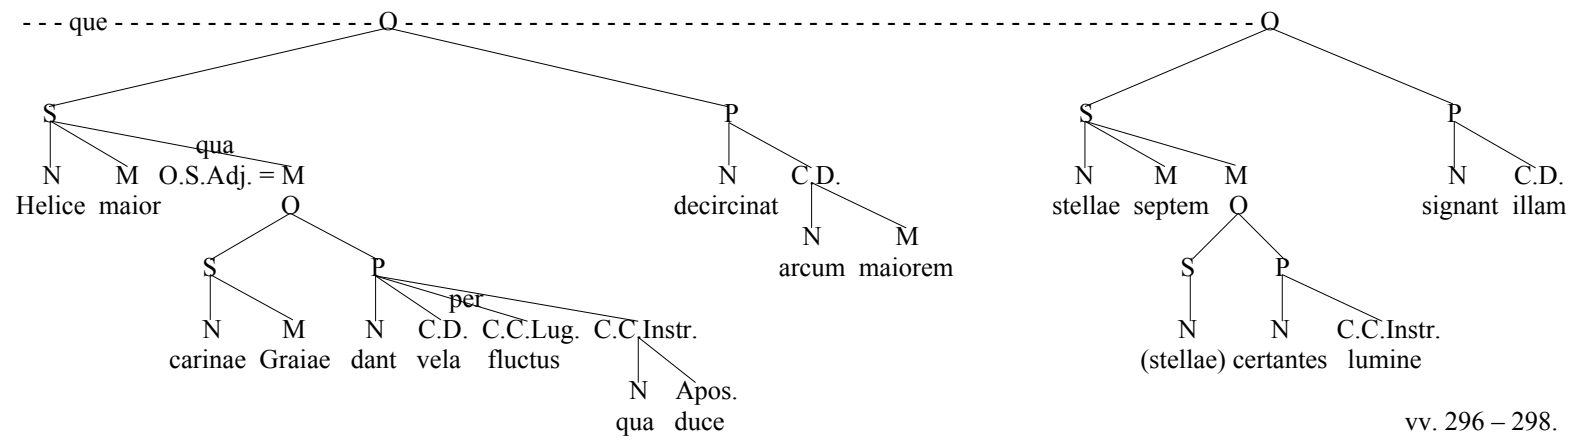 que O O
S P S P
qua
N M O.S.Adj. = M N C.D. N M M N C.D.
Helice maior O decircinat stellae septem O signant illam
N M
S P arcum maiorem S P
per
N M N C.D. C.C.Lug. C.C.Instr. N N C.C.Instr.
carinae Graiae dant vela fluctus (stellae) certantes lumine
N Apos.
qua duce vv. 296 – 298.